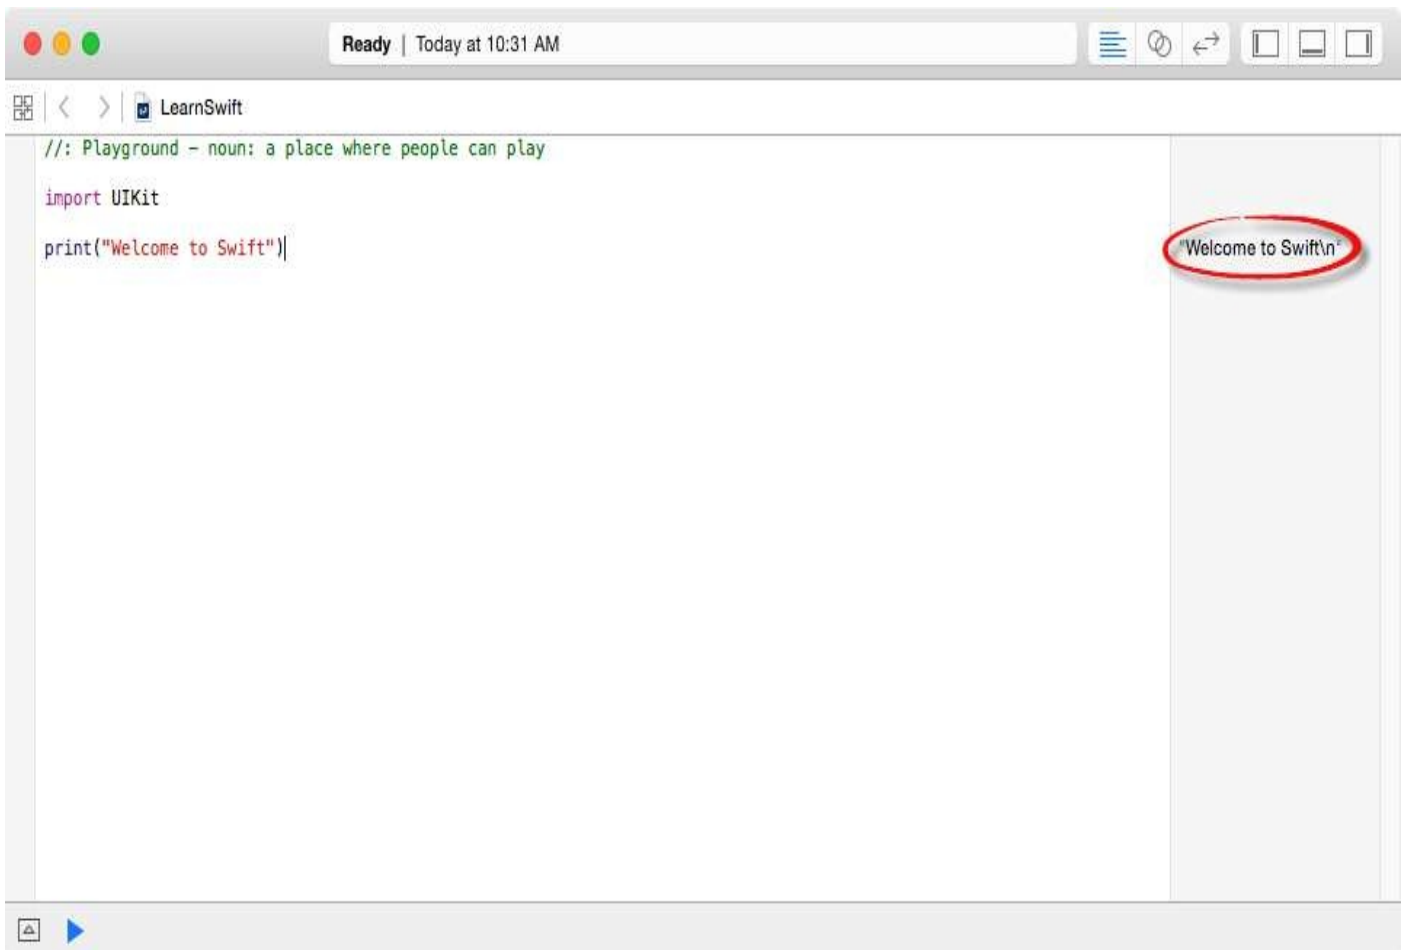 Ready | Today at 10:31 AM
LearnSwift
//: Playground – noun: a place where people can play
import UIKit
print("Welcome to Swift")
"Welcome to Swift\n"